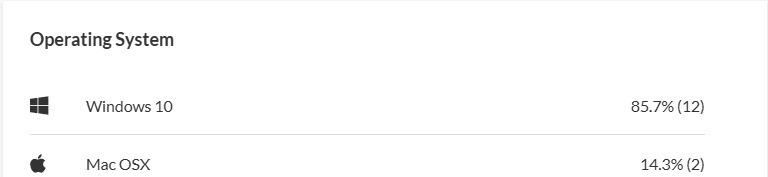 Operating System
Windows 10 85.7% (12)
Mac OSX 14.3% (2)